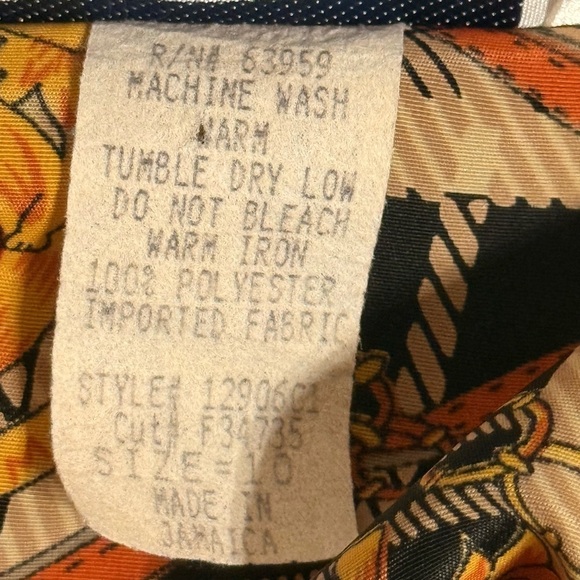 R/N# 63959
MACHINE WASH
WARM
TUMBLE DRY LOW
DO NOT BLEACH
WARM IRON
100% POLYESTER
IMPORTED FABRIC
STYLE# 12906C1
Cut# F34735
SIZE=10
MADE IN
JAMAICA